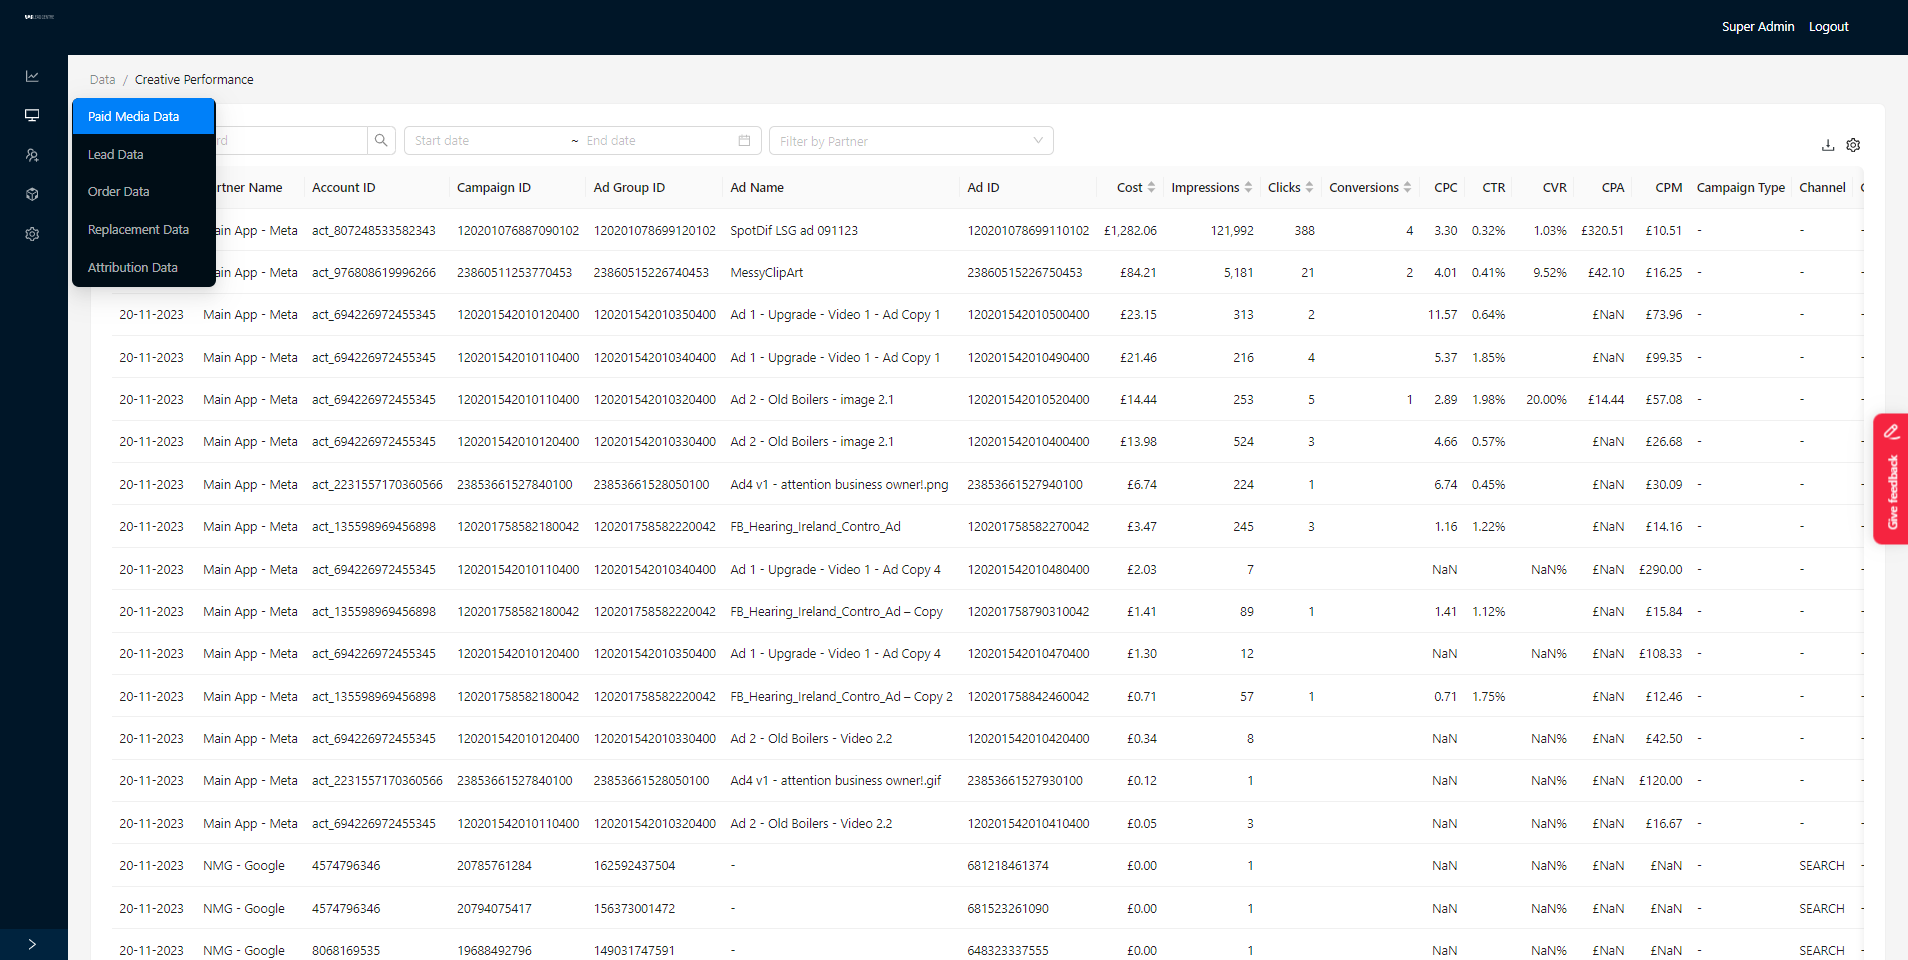 Super Admin Logout
Data / Creative Performance
Paid Media Data
Lead Data
Order Data
Replacement Data
Attribution Data
Start date ~ End date Filter by Partner
Partner Name Account ID Campaign ID Ad Group ID Ad Name Ad ID Cost Impressions Clicks Conversions CPC CTR CVR CPA CPM Campaign Type Channel
Main App - Meta act_807248533582343 120201076887090102 120201078699120102 SpotDif LSG ad 091123 120201078699110102 £1,282.06 121,992 388 4 3.30 0.32% 1.03% £320.51 £10.51 - - -
Main App - Meta act_976808619996266 23860511253770453 23860515226740453 MessyClipArt 23860515226750453 £84.21 5,181 21 2 4.01 0.41% 9.52% £42.10 £16.25 - - -
20-11-2023 Main App - Meta act_694226972455345 120201542010120400 120201542010350400 Ad 1 - Upgrade - Video 1 - Ad Copy 1 120201542010500400 £23.15 313 2 11.57 0.64% £NaN £73.96 - - -
20-11-2023 Main App - Meta act_694226972455345 120201542010110400 120201542010340400 Ad 1 - Upgrade - Video 1 - Ad Copy 1 120201542010490400 £21.46 216 4 5.37 1.85% £NaN £99.35 - - -
20-11-2023 Main App - Meta act_694226972455345 120201542010110400 120201542010320400 Ad 2 - Old Boilers - image 2.1 120201542010520400 £14.44 253 5 1 2.89 1.98% 20.00% £14.44 £57.08 - - -
20-11-2023 Main App - Meta act_694226972455345 120201542010120400 120201542010330400 Ad 2 - Old Boilers - image 2.1 120201542010400400 £13.98 524 3 4.66 0.57% £NaN £26.68 - - -
20-11-2023 Main App - Meta act_2231557170360566 23853661527840100 23853661528050100 Ad4 v1 - attention business owner!.png 23853661527940100 £6.74 224 1 6.74 0.45% £NaN £30.09 - - -
20-11-2023 Main App - Meta act_135598969456898 120201758582180042 120201758582220042 FB_Hearing_Ireland_Contro_Ad 120201758582270042 £3.47 245 3 1.16 1.22% £NaN £14.16 - - -
20-11-2023 Main App - Meta act_694226972455345 120201542010110400 120201542010340400 Ad 1 - Upgrade - Video 1 - Ad Copy 4 120201542010480400 £2.03 7 NaN NaN% £NaN £290.00 - - -
20-11-2023 Main App - Meta act_135598969456898 120201758582180042 120201758582220042 FB_Hearing_Ireland_Contro_Ad – Copy 120201758790310042 £1.41 89 1 1.41 1.12% £NaN £15.84 - - -
20-11-2023 Main App - Meta act_694226972455345 120201542010120400 120201542010350400 Ad 1 - Upgrade - Video 1 - Ad Copy 4 120201542010470400 £1.30 12 NaN NaN% £NaN £108.33 - - -
20-11-2023 Main App - Meta act_135598969456898 120201758582180042 120201758582220042 FB_Hearing_Ireland_Contro_Ad – Copy 2 120201758842460042 £0.71 57 1 0.71 1.75% £NaN £12.46 - - -
20-11-2023 Main App - Meta act_694226972455345 120201542010120400 120201542010330400 Ad 2 - Old Boilers - Video 2.2 120201542010420400 £0.34 8 NaN NaN% £NaN £42.50 - - -
20-11-2023 Main App - Meta act_2231557170360566 23853661527840100 23853661528050100 Ad4 v1 - attention business owner!.gif 23853661527930100 £0.12 1 NaN NaN% £NaN £120.00 - - -
20-11-2023 Main App - Meta act_694226972455345 120201542010110400 120201542010320400 Ad 2 - Old Boilers - Video 2.2 120201542010410400 £0.05 3 NaN NaN% £NaN £16.67 - - -
20-11-2023 NMG - Google 4574796346 20785761284 162592437504 - 681218461374 £0.00 1 NaN NaN% £NaN £NaN - SEARCH -
20-11-2023 NMG - Google 4574796346 20794075417 156373001472 - 681523261090 £0.00 1 NaN NaN% £NaN £NaN - SEARCH -
20-11-2023 NMG - Google 8068169535 19688492796 149031747591 - 648323337555 £0.00 1 NaN NaN% £NaN £NaN - SEARCH -
Give feedback